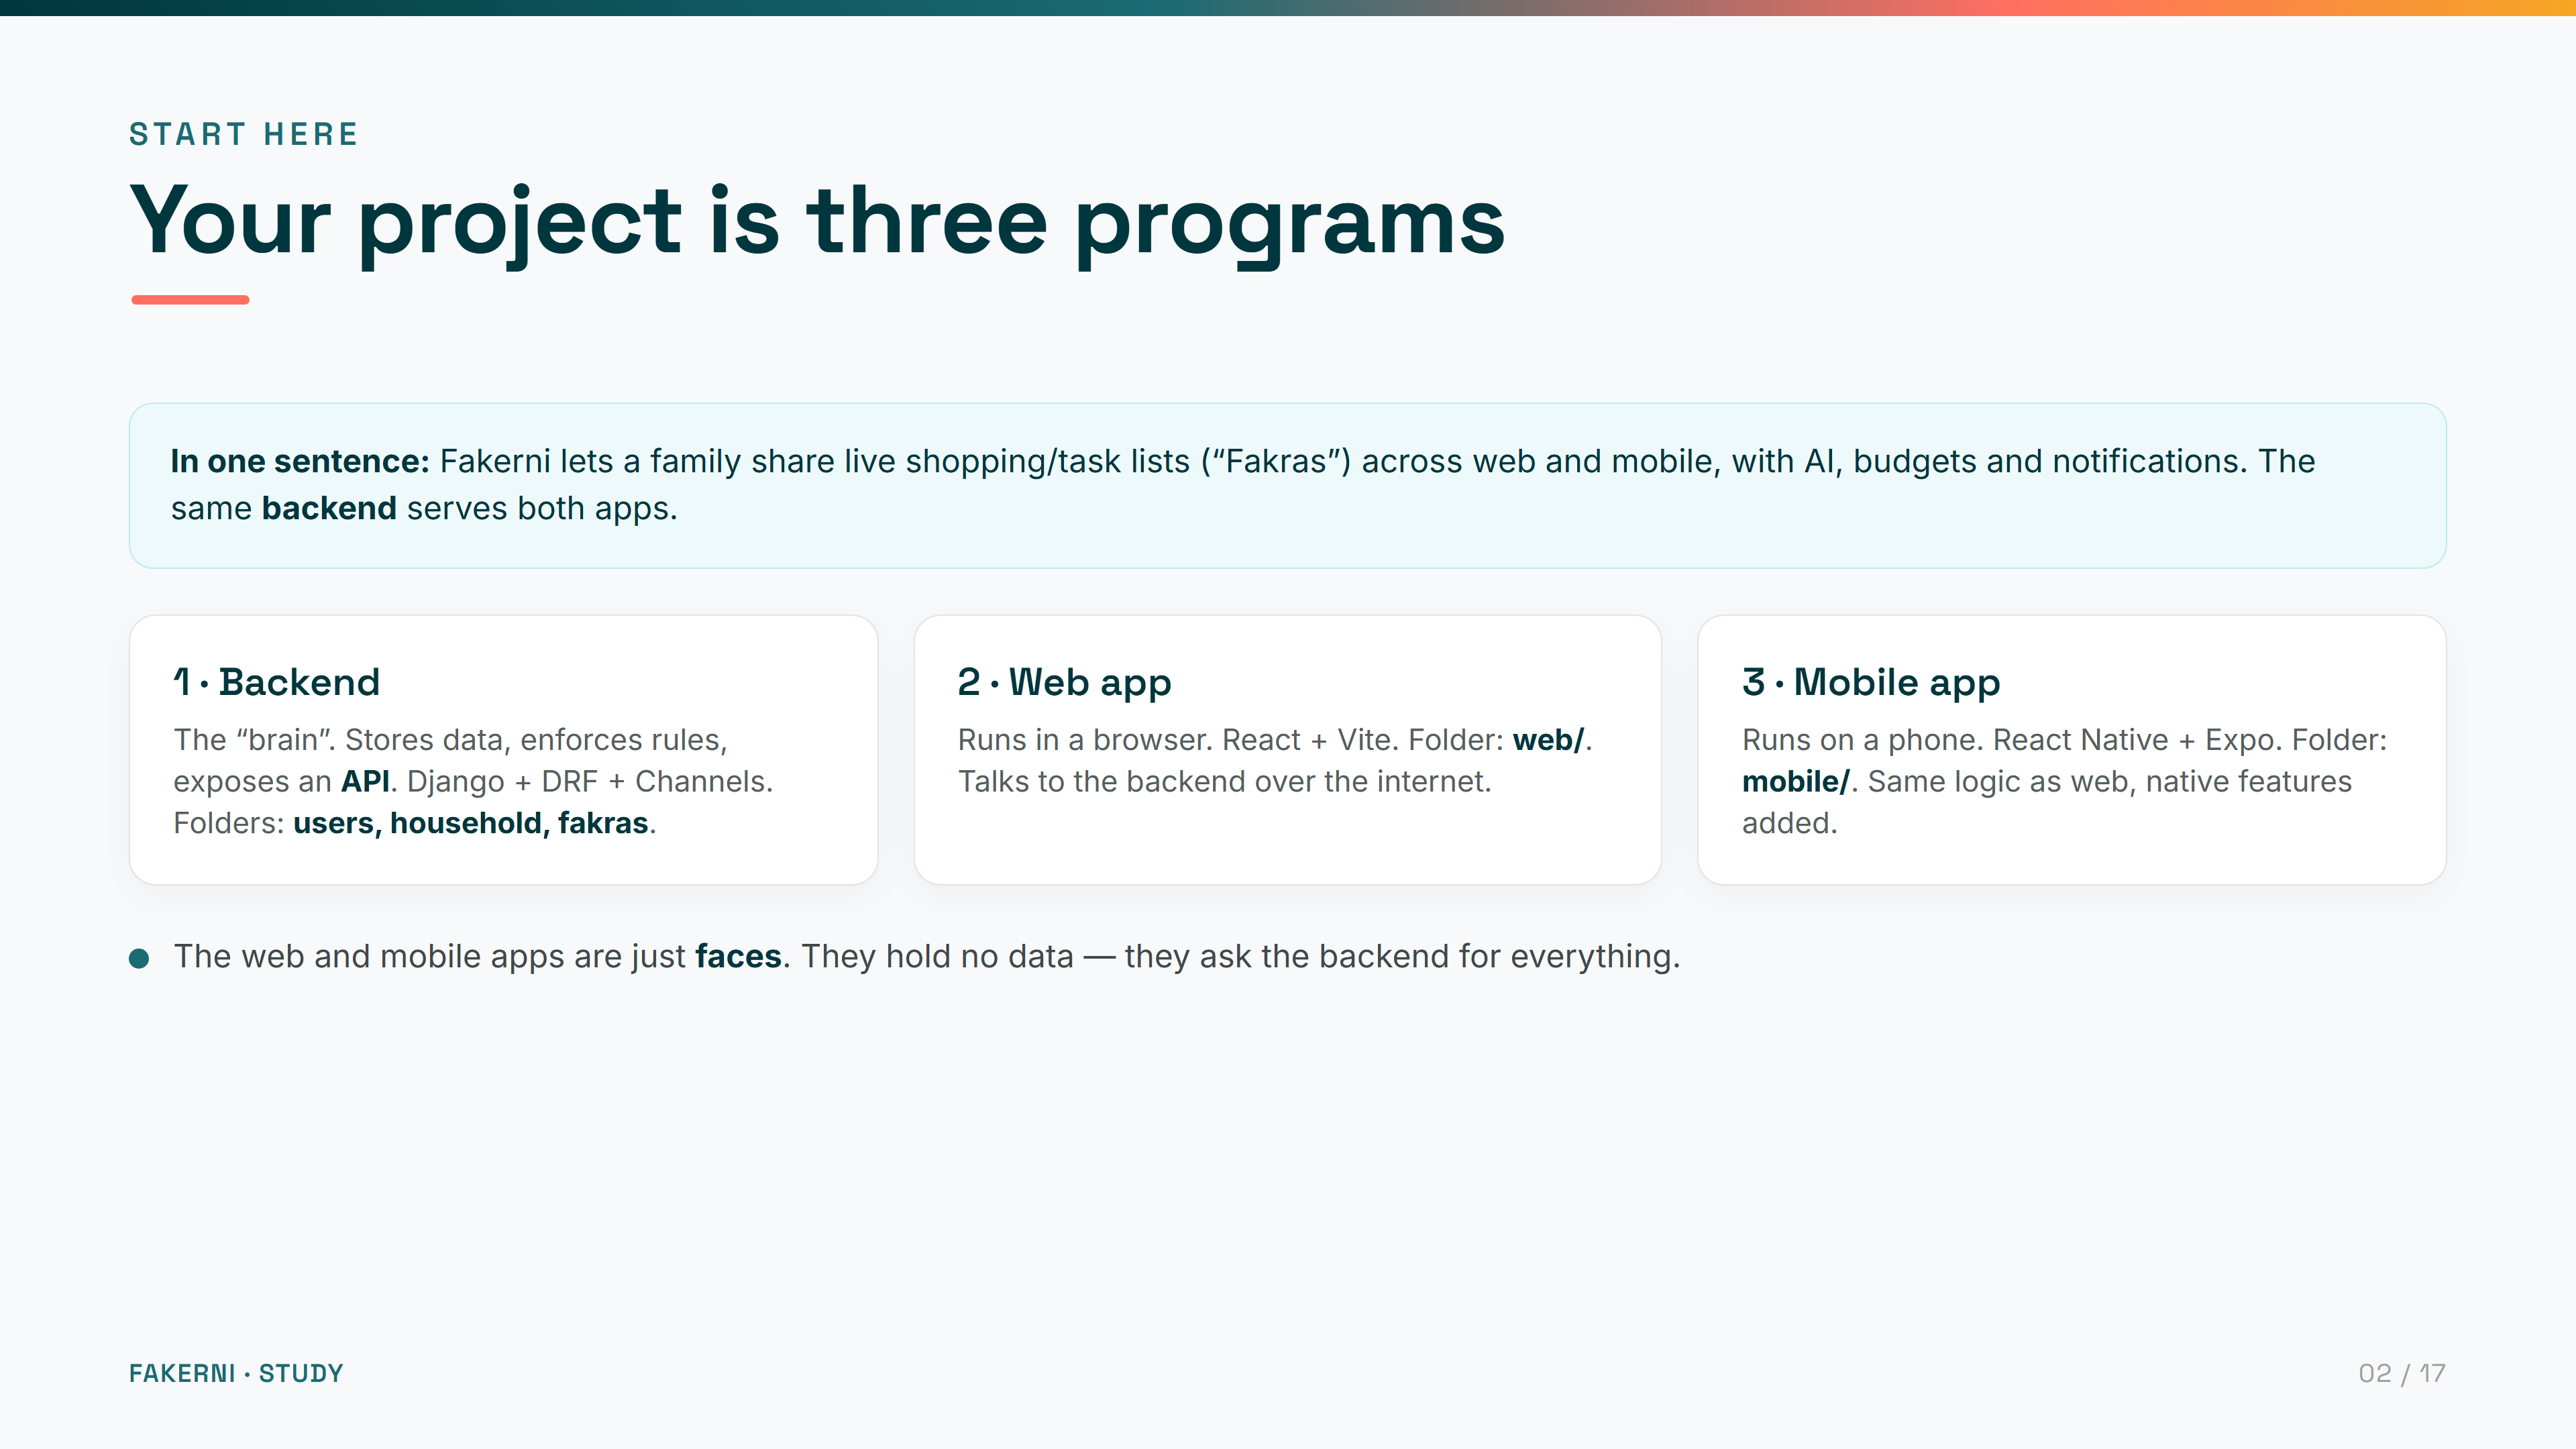 START HERE
Your project is three programs
In one sentence: Fakerni lets a family share live shopping/task lists (“Fakras”) across web and mobile, with AI, budgets and notifications. The
same backend serves both apps.
1 · Backend
The “brain”. Stores data, enforces rules,
exposes an API. Django + DRF + Channels.
Folders: users, household, fakras.
2 · Web app
Runs in a browser. React + Vite. Folder: web/.
Talks to the backend over the internet.
3 · Mobile app
Runs on a phone. React Native + Expo. Folder:
mobile/. Same logic as web, native features
added.
The web and mobile apps are just faces. They hold no data — they ask the backend for everything.
FAKERNI · STUDY
02 / 17